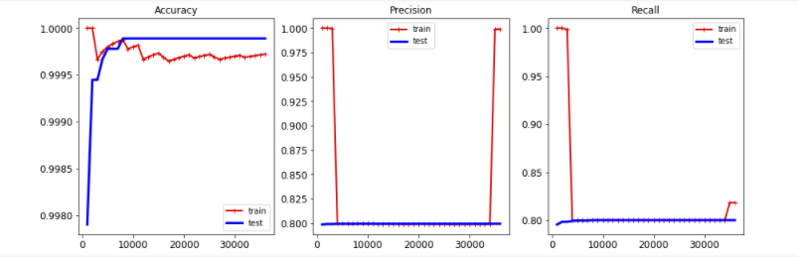 Accuracy
1.0000
0.9995
0.9990
0.9985
0.9980
0 10000 20000 30000
train
test
Precision
1.000
0.975
0.950
0.925
0.900
0.875
0.850
0.825
0.800
0 10000 20000 30000
train
test
Recall
1.00
0.95
0.90
0.85
0.80
0 10000 20000 30000
train
test